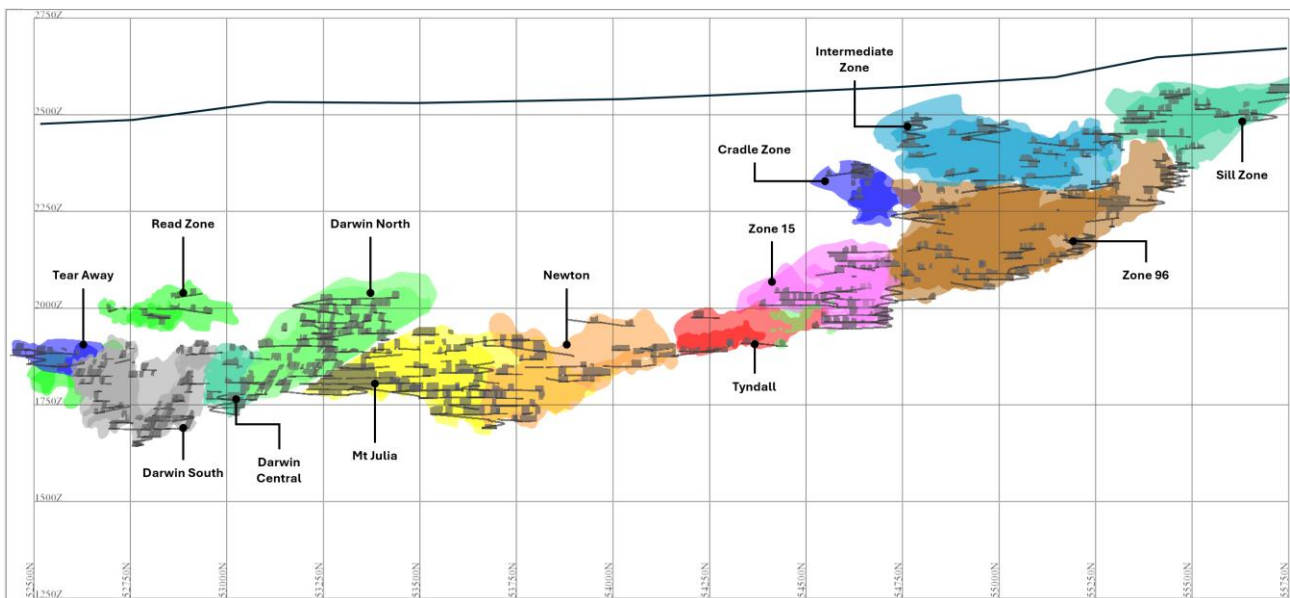 2750Z
Intermediate
Zone
2500Z
Cradle Zone
Sill Zone
2250Z
Read Zone
Darwin North
Zone 15
Zone 96
Tear Away
Newton
2000Z
Tyndall
1750Z
Mt Julia
Darwin South
Darwin
Central
1500Z
1250Z
52500N
52750N
53000N
53250N
53500N
53750N
54000N
54250N
54500N
54750N
55000N
55250N
55500N
55750N